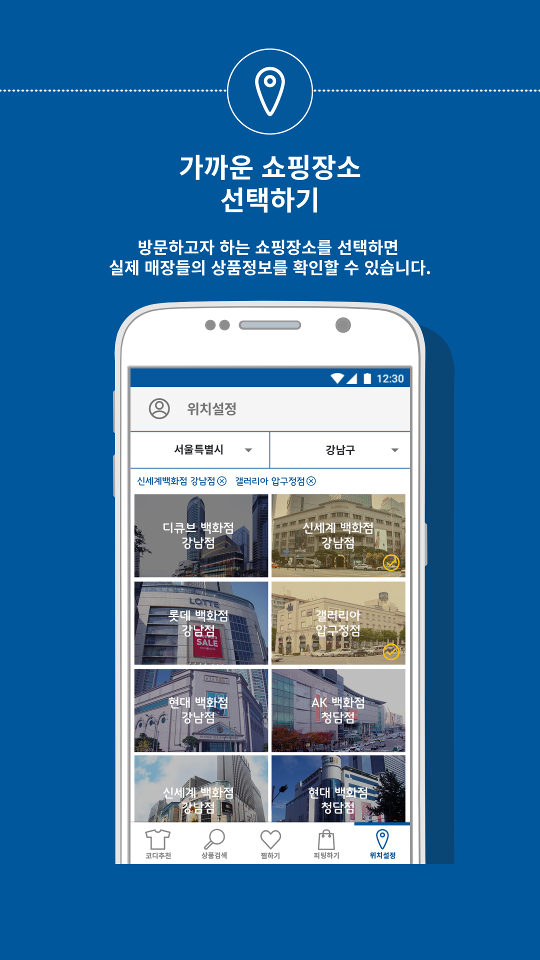 가까운 쇼핑장소
선택하기
방문하고자 하는 쇼핑장소를 선택하면
실제 매장들의 상품정보를 확인할 수 있습니다.
12:30
위치설정
서울특별시
강남구
신세계백화점 강남점
갤러리아 압구정점
디큐브 백화점
강남점
신세계 백화점
강남점
LOTTE
롯데 백화점
강남점
SALE
갤러리아
압구정점
현대 백화점
강남점
AK 백화점
청담점
신세계 백화점
강남점
현대 백화점
청담점
코디추천
상품검색
찜하기
피팅하기
위치설정